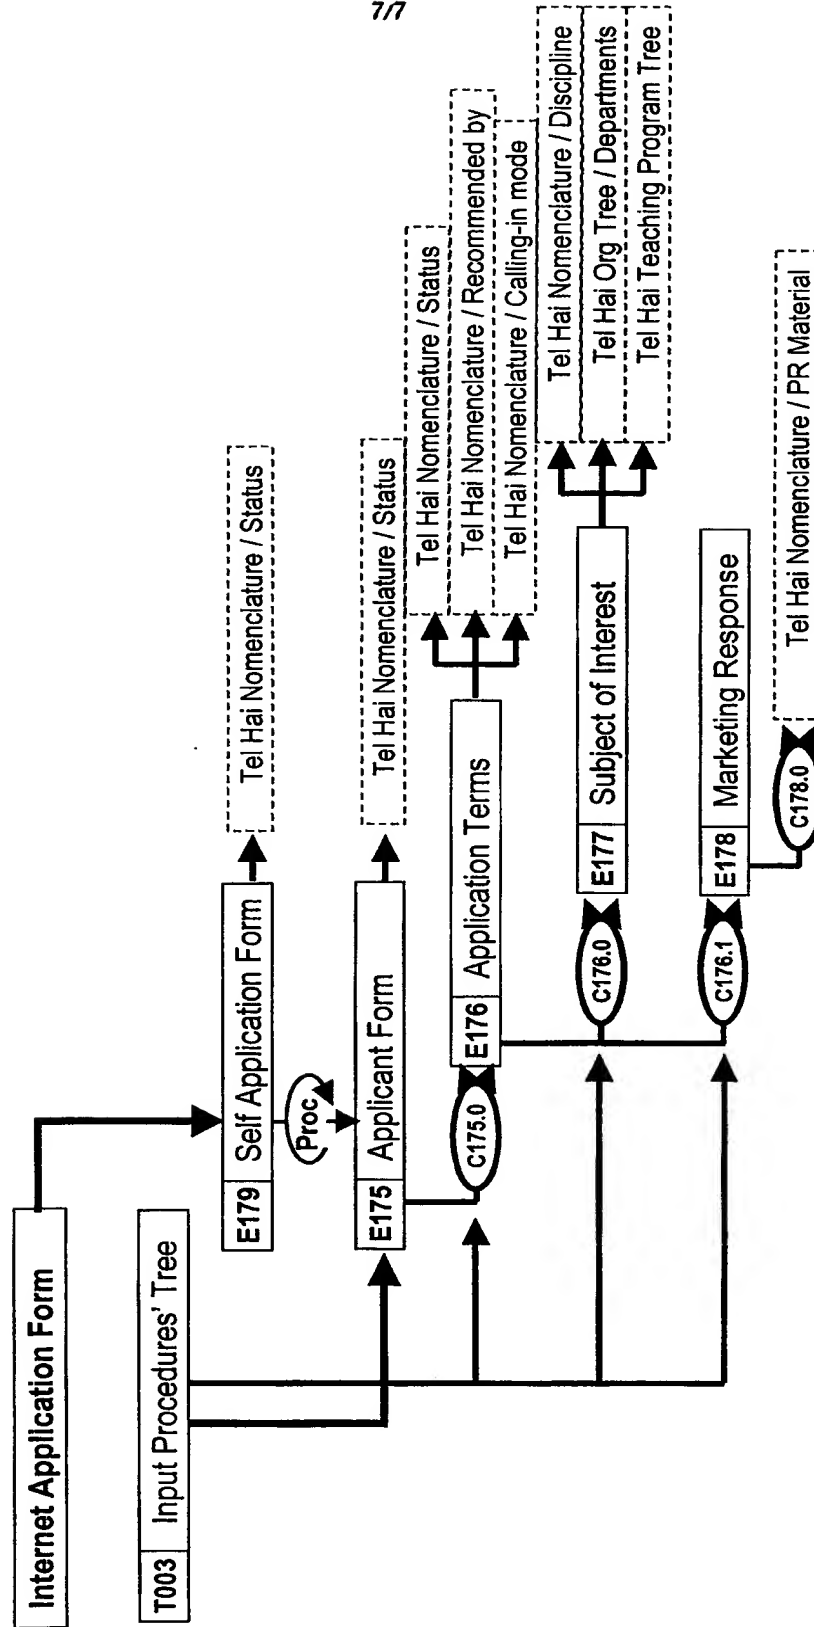 7/7
Internet Application Form
T003 Input Procedures' Tree
E179 Self Application Form
Tel Hai Nomenclature / Status
Proc
E175 Applicant Form
Tel Hai Nomenclature / Status
C175.0
E176 Application Terms
Tel Hai Nomenclature / Status
Tel Hai Nomenclature / Recommended by
Tel Hai Nomenclature / Calling-in mode
C176.0
E177 Subject of Interest
Tel Hai Nomenclature / Discipline
Tel Hai Org Tree / Departments
Tel Hai Teaching Program Tree
C176.1
E178 Marketing Response
C178.0
Tel Hai Nomenclature / PR Material